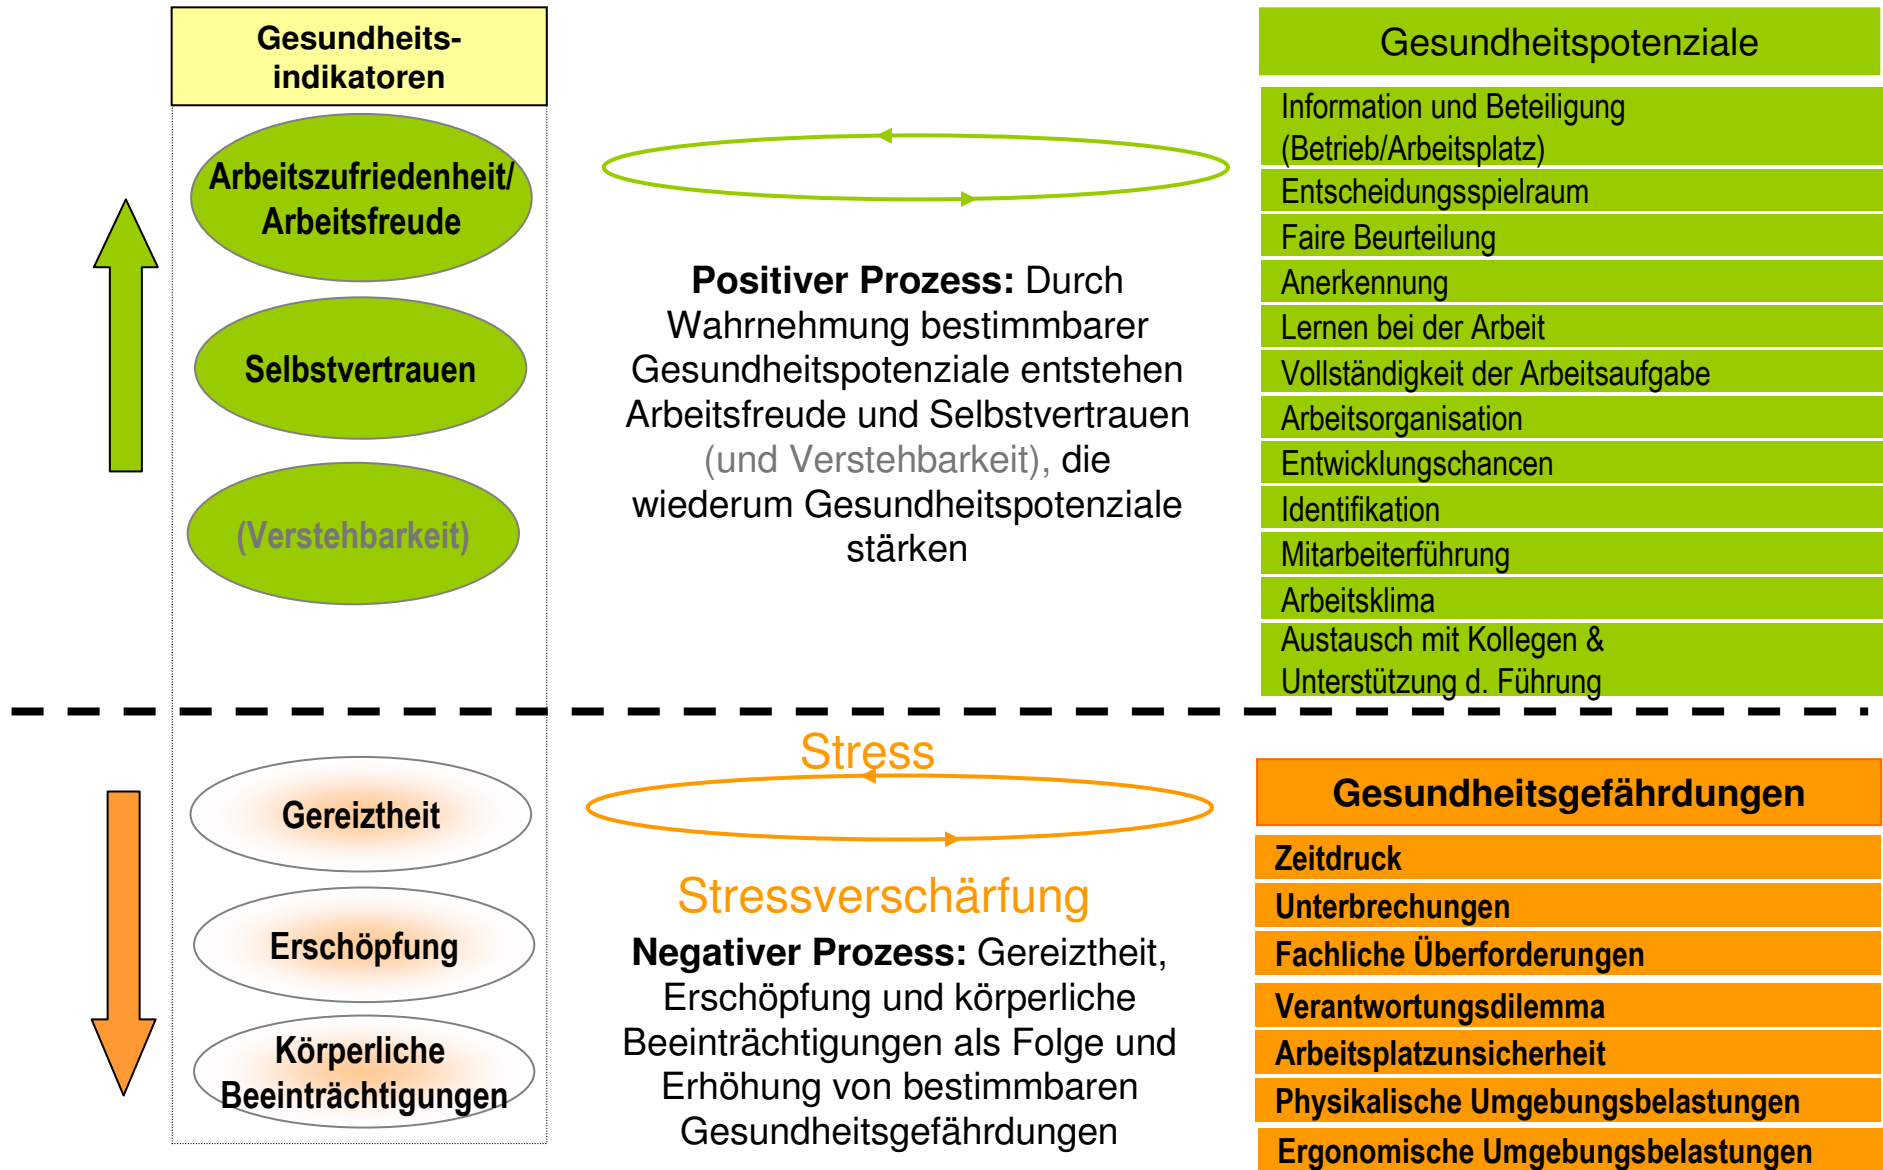 Gesundheits-
indikatoren
Arbeitszufriedenheit/
Arbeitsfreude
Selbstvertrauen
(Verstehbarkeit)
Positiver Prozess: Durch
Wahrnehmung bestimmbarer
Gesundheitspotenziale entstehen
Arbeitsfreude und Selbstvertrauen
(und Verstehbarkeit), die
wiederum Gesundheitspotenziale
stärken
Gesundheitspotenziale
Information und Beteiligung
(Betrieb/Arbeitsplatz)
Entscheidungsspielraum
Faire Beurteilung
Anerkennung
Lernen bei der Arbeit
Vollständigkeit der Arbeitsaufgabe
Arbeitsorganisation
Entwicklungschancen
Identifikation
Mitarbeiterführung
Arbeitsklima
Austausch mit Kollegen &
Unterstützung d. Führung
Gereiztheit
Erschöpfung
Körperliche
Beeinträchtigungen
Stress
Stressverschärfung
Negativer Prozess: Gereiztheit,
Erschöpfung und körperliche
Beeinträchtigungen als Folge und
Erhöhung von bestimmbaren
Gesundheitsgefährdungen
Gesundheitsgefährdungen
Zeitdruck
Unterbrechungen
Fachliche Überforderungen
Verantwortungsdilemma
Arbeitsplatzunsicherheit
Physikalische Umgebungsbelastungen
Ergonomische Umgebungsbelastungen